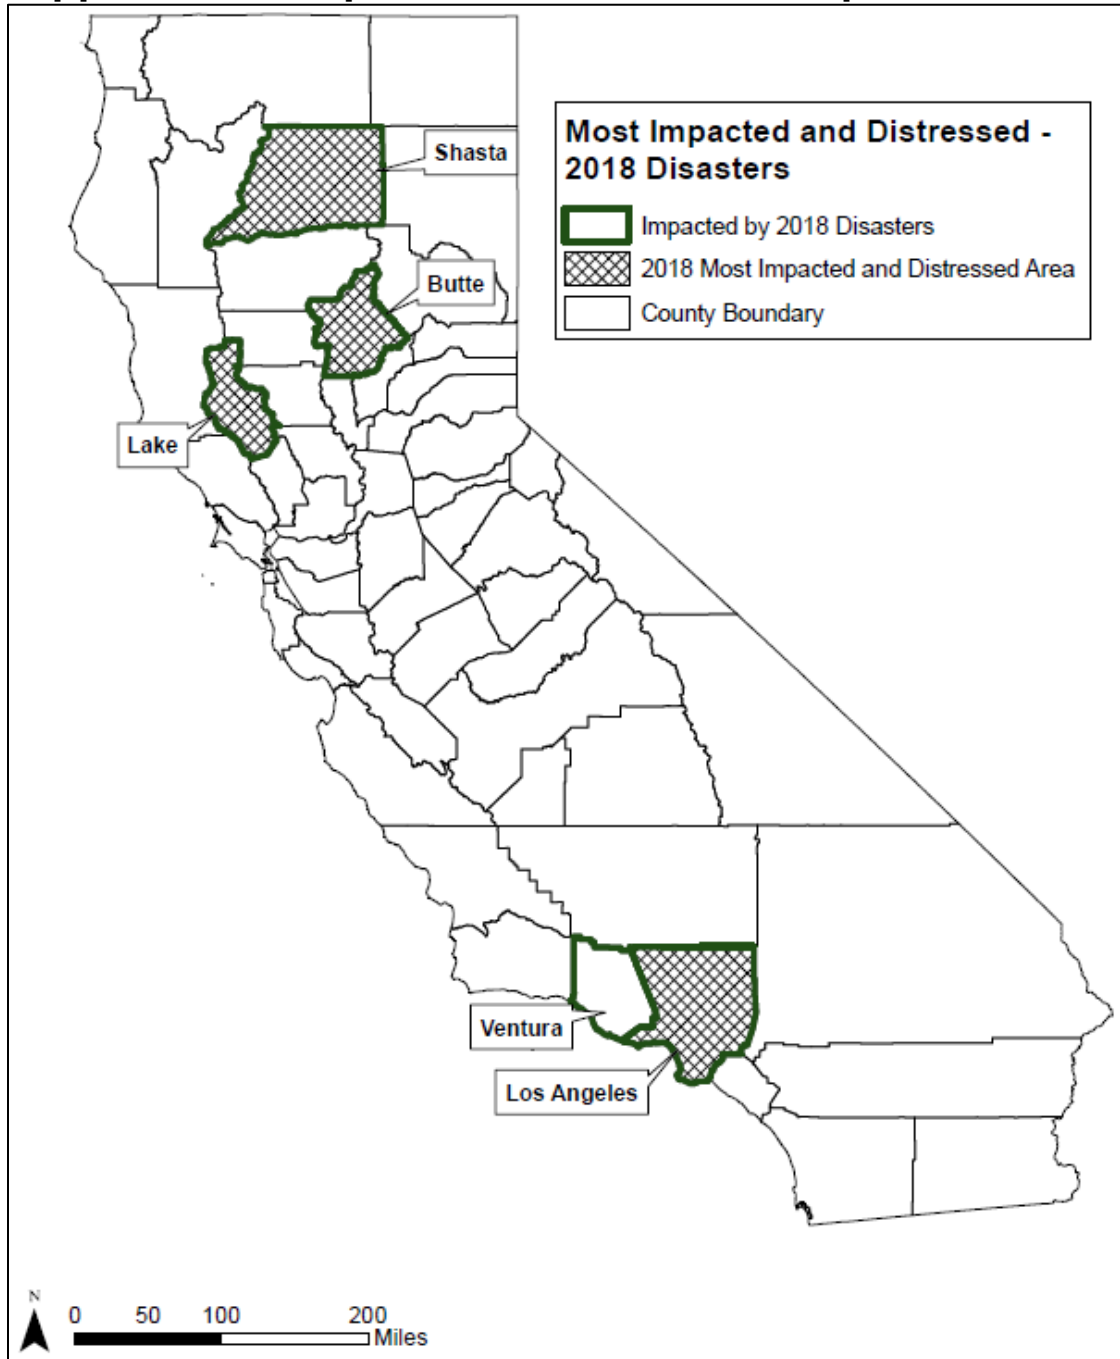 Most Impacted and Distressed -
2018 Disasters
Impacted by 2018 Disasters
2018 Most Impacted and Distressed Area
County Boundary
Shasta
Butte
Lake
Ventura
Los Angeles
N
0 50 100 200
Miles